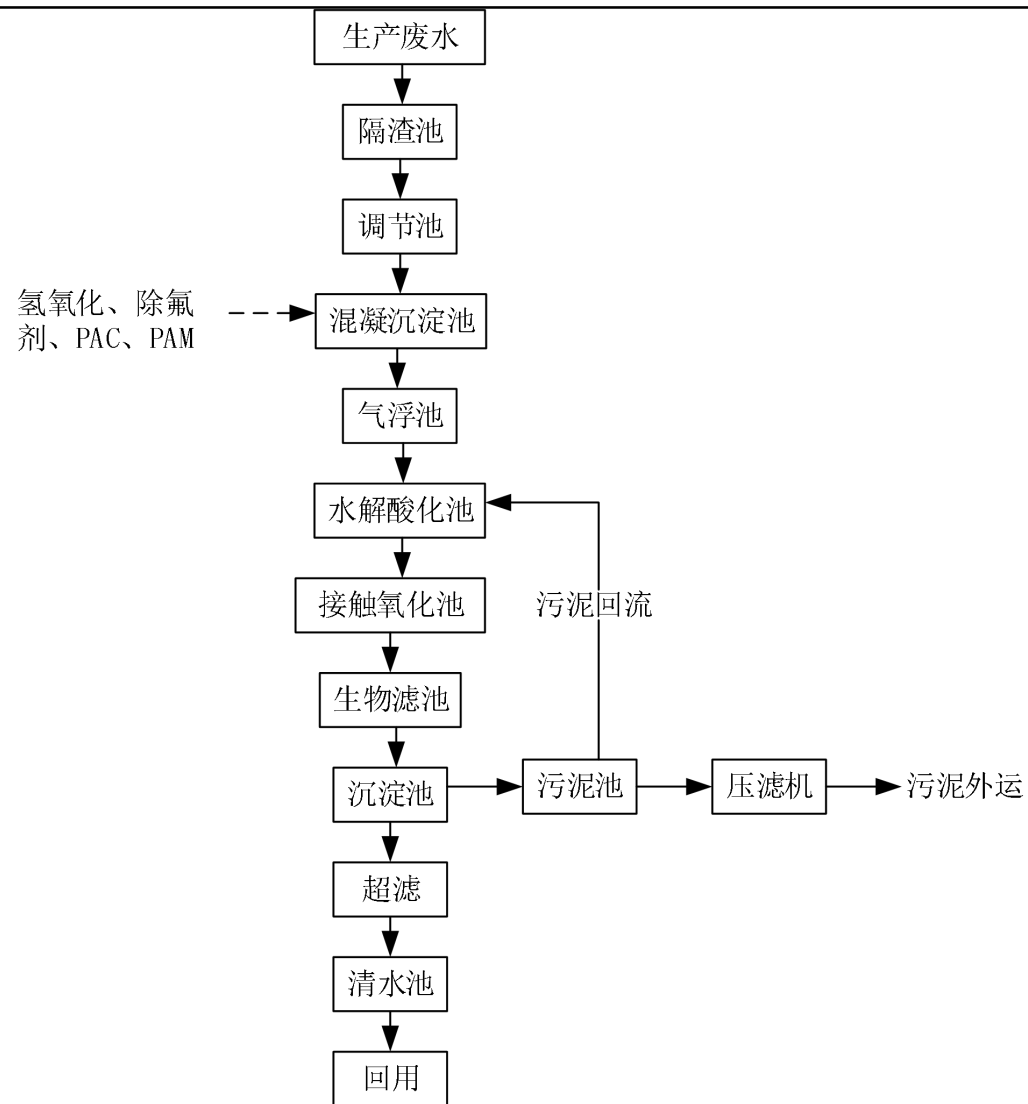 生产废水
隔渣池
调节池
氢氧化、除氟
剂、PAC、PAM
混凝沉淀池
气浮池
水解酸化池
接触氧化池
污泥回流
生物滤池
沉淀池
污泥池
压滤机
污泥外运
超滤
清水池
回用